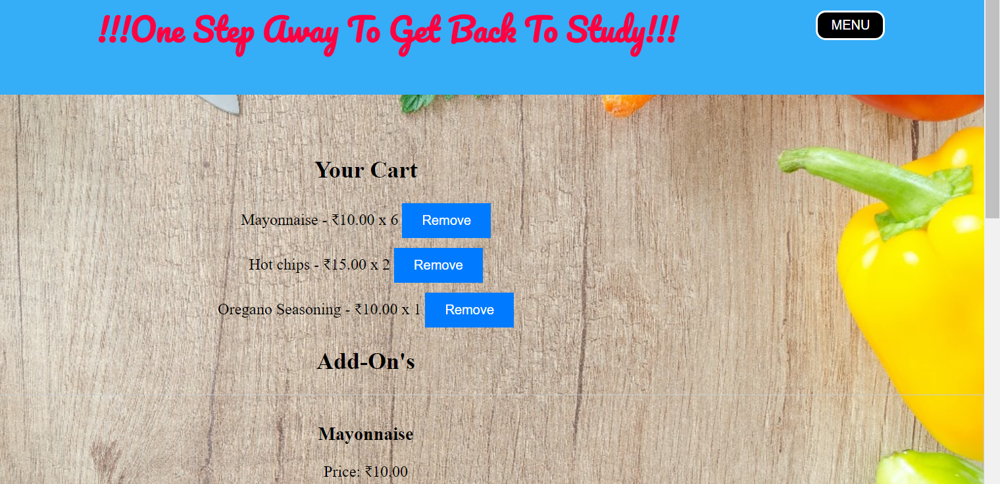 !!!One Step Away To Get Back To Study!!!
MENU
Your Cart
Mayonnaise - ₹10.00 x 6 Remove
Hot chips - ₹15.00 x 2 Remove
Oregano Seasoning - ₹10.00 x 1 Remove
Add-On's
Mayonnaise
Price: ₹10.00